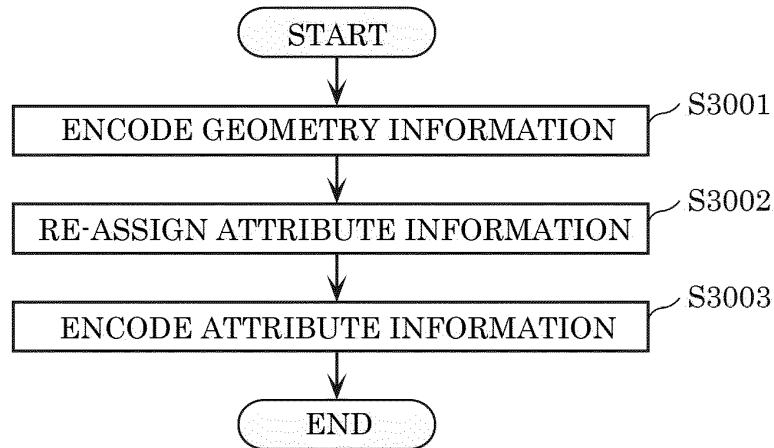 START
S3001
ENCODE GEOMETRY INFORMATION
S3002
RE-ASSIGN ATTRIBUTE INFORMATION
S3003
ENCODE ATTRIBUTE INFORMATION
END